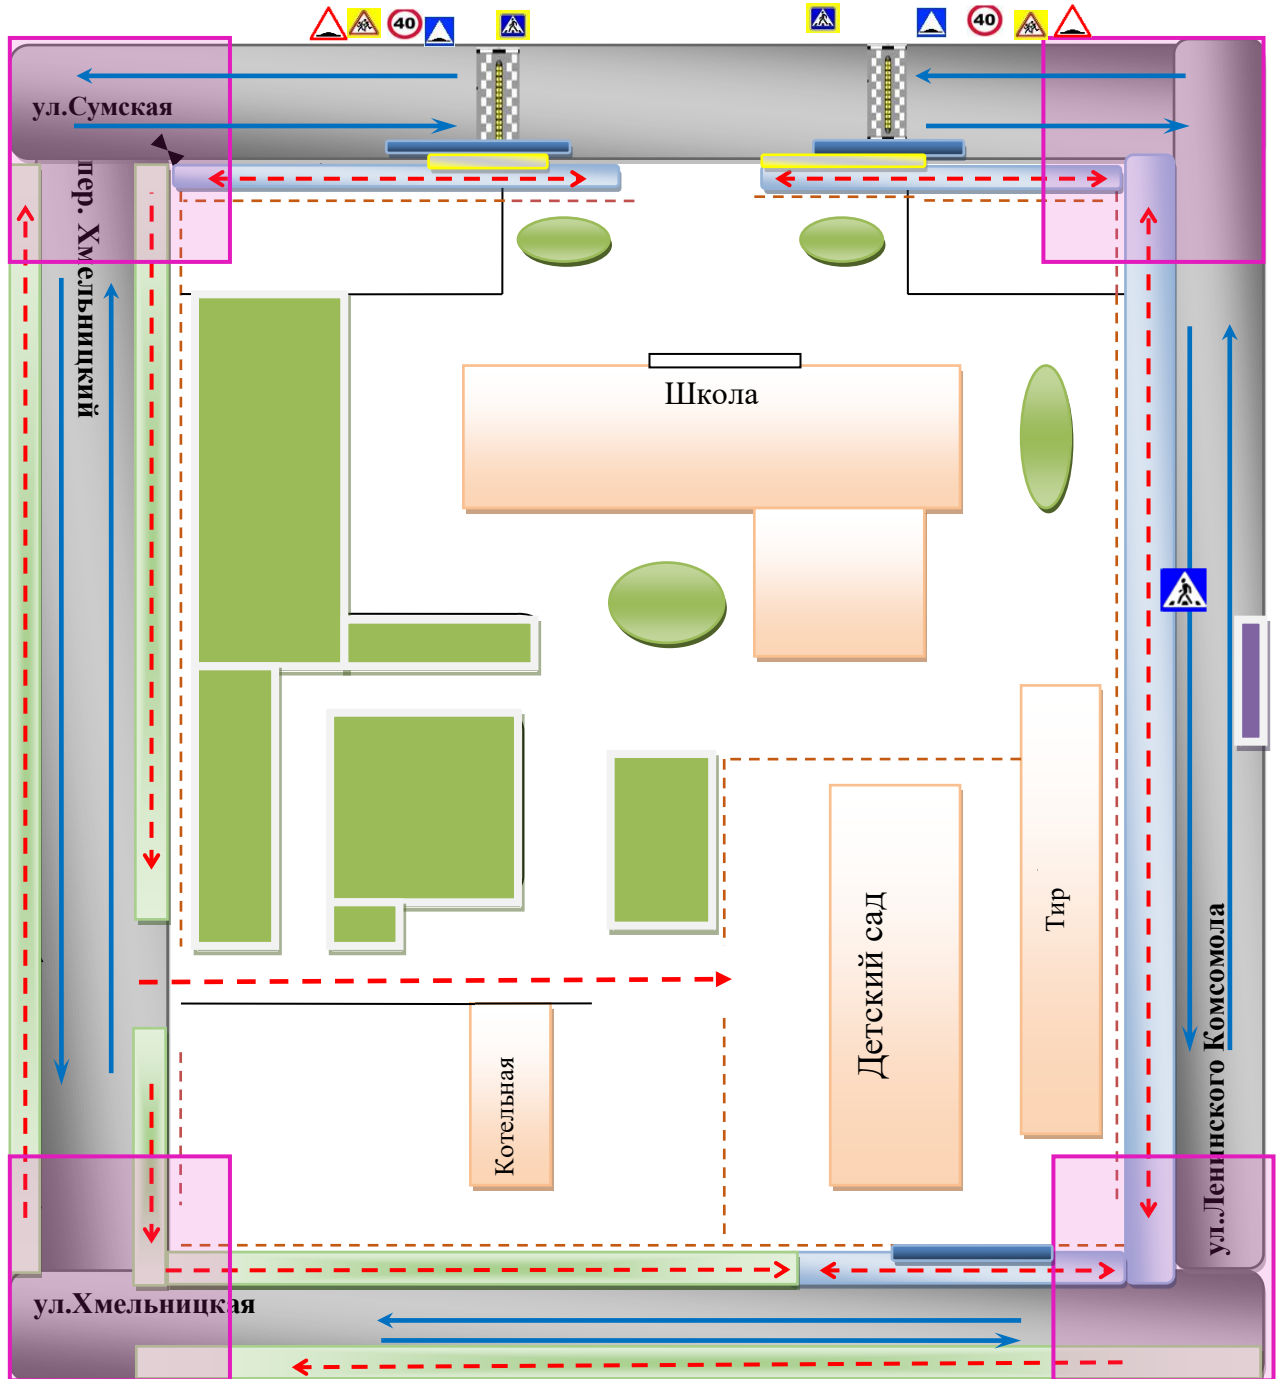 40
40
ул.Сумская
пер. Хмельницкий
Школа
Детский сад
Тир
Котельная
ул.Ленинского Комсомола
ул.Хмельницкая